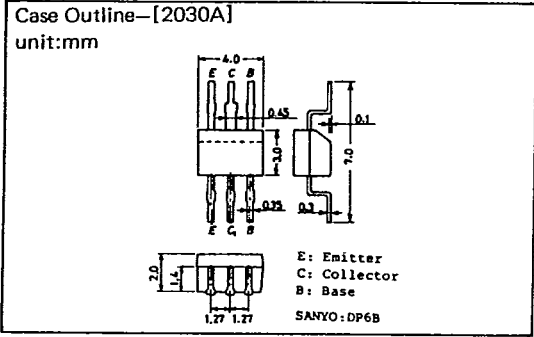 Case Outline—[2030A]
unit:mm
4.0
E C B
0.45
0.1
3.0
7.0
0.35
0.3
E C B
2.0
1.4
1.27 1.27
E: Emitter
C: Collector
B: Base
SANYO:DP6B